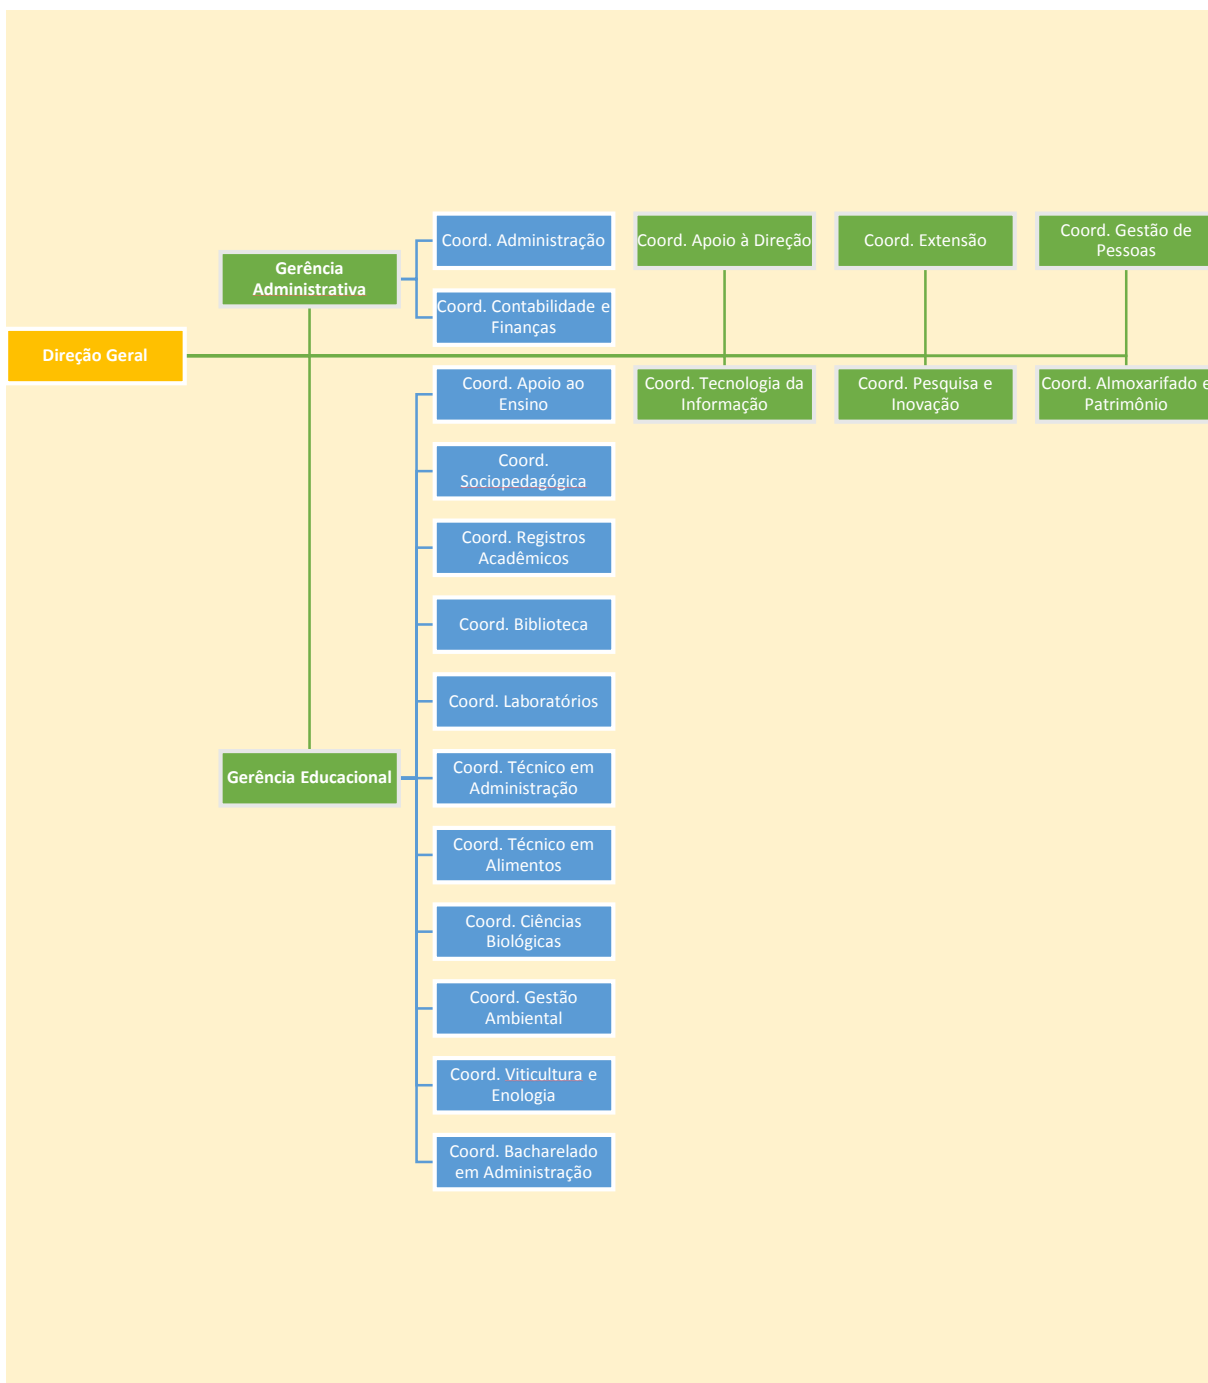 Coord. Administração
Coord. Apoio à Direção
Coord. Extensão
Coord. Gestão de
Pessoas
Gerência
Administrativa
Coord. Contabilidade e
Finanças
Direção Geral
Coord. Apoio ao
Ensino
Coord. Tecnologia da
Informação
Coord. Pesquisa e
Inovação
Coord. Almoxarifado e
Patrimônio
Coord.
Sociopedagógica
Coord. Registros
Acadêmicos
Coord. Biblioteca
Coord. Laboratórios
Gerência Educacional
Coord. Técnico em
Administração
Coord. Técnico em
Alimentos
Coord. Ciências
Biológicas
Coord. Gestão
Ambiental
Coord. Viticultura e
Enologia
Coord. Bacharelado
em Administração